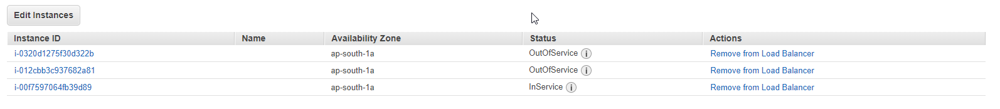 Edit Instances
Instance ID Name Availability Zone Status Actions
i-0320d1275f30d322b ap-south-1a OutOfService i Remove from Load Balancer
i-012cbb3c937682a81 ap-south-1a OutOfService i Remove from Load Balancer
i-00f7597064fb39d89 ap-south-1a InService i Remove from Load Balancer